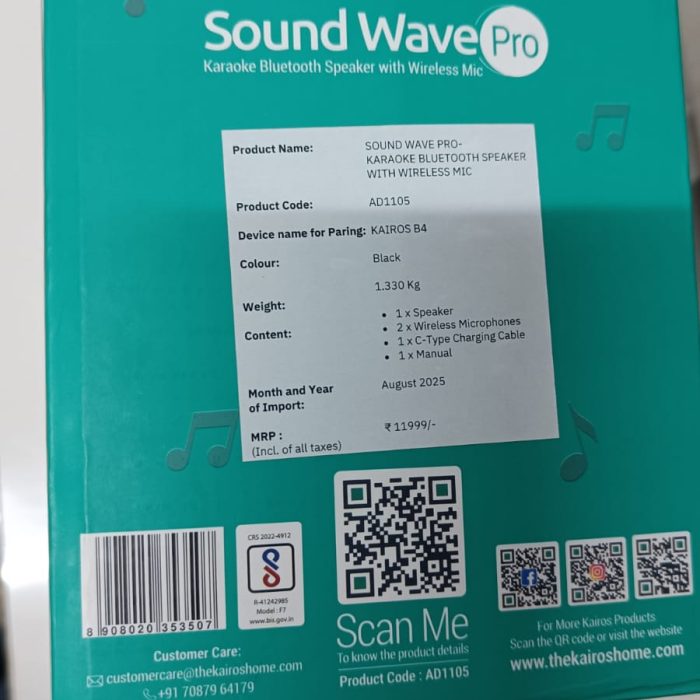 Sound Wave Pro
Karaoke Bluetooth Speaker with Wireless Mic
Product Name: SOUND WAVE PRO-
KARAOKE BLUETOOTH SPEAKER
WITH WIRELESS MIC
Product Code: AD1105
Device name for Paring: KAIROS B4
Colour: Black
Weight: 1.330 Kg
Content: • 1 x Speaker
• 2 x Wireless Microphones
• 1 x C-Type Charging Cable
• 1 x Manual
Month and Year
of Import: August 2025
MRP : ₹ 11999/-
(Incl. of all taxes)
CRS 2022-4912
R-41242985
Model : F7
www.bis.gov.in
8 908020 353507
Customer Care:
customercare@thekairoshome.com
+91 70879 64179
Scan Me
To know the product details
Product Code : AD1105
For More Kairos Products
Scan the QR code or visit the website
www.thekairoshome.com